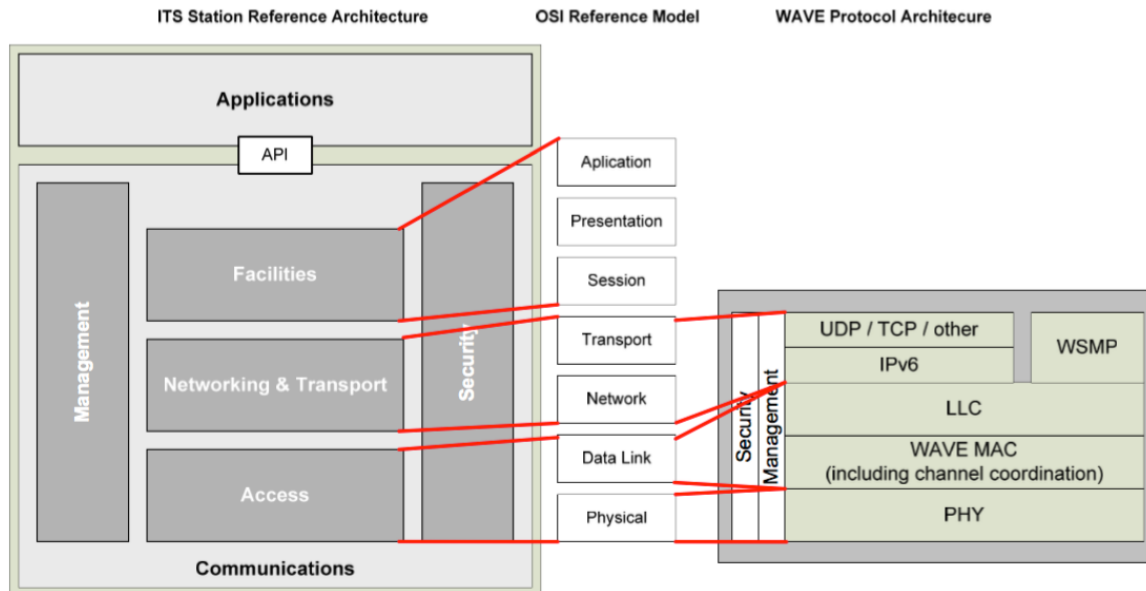 ITS Station Reference Architecture
OSI Reference Model
WAVE Protocol Architecure
Applications
API
Management
Facilities
Networking & Transport
Access
Security
Communications
Aplication
Presentation
Session
Transport
Network
Data Link
Physical
Security
Management
UDP / TCP / other
IPv6
WSMP
LLC
WAVE MAC
(including channel coordination)
PHY